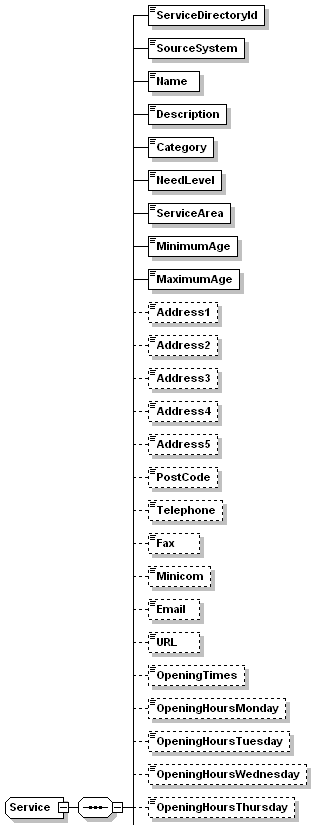 ServiceDirectoryId
SourceSystem
Name
Description
Category
NeedLevel
ServiceArea
MinimumAge
MaximumAge
Address1
Address2
Address3
Address4
Address5
PostCode
Telephone
Fax
Minicom
Email
URL
OpeningTimes
OpeningHoursMonday
OpeningHoursTuesday
OpeningHoursWednesday
Service
OpeningHoursThursday